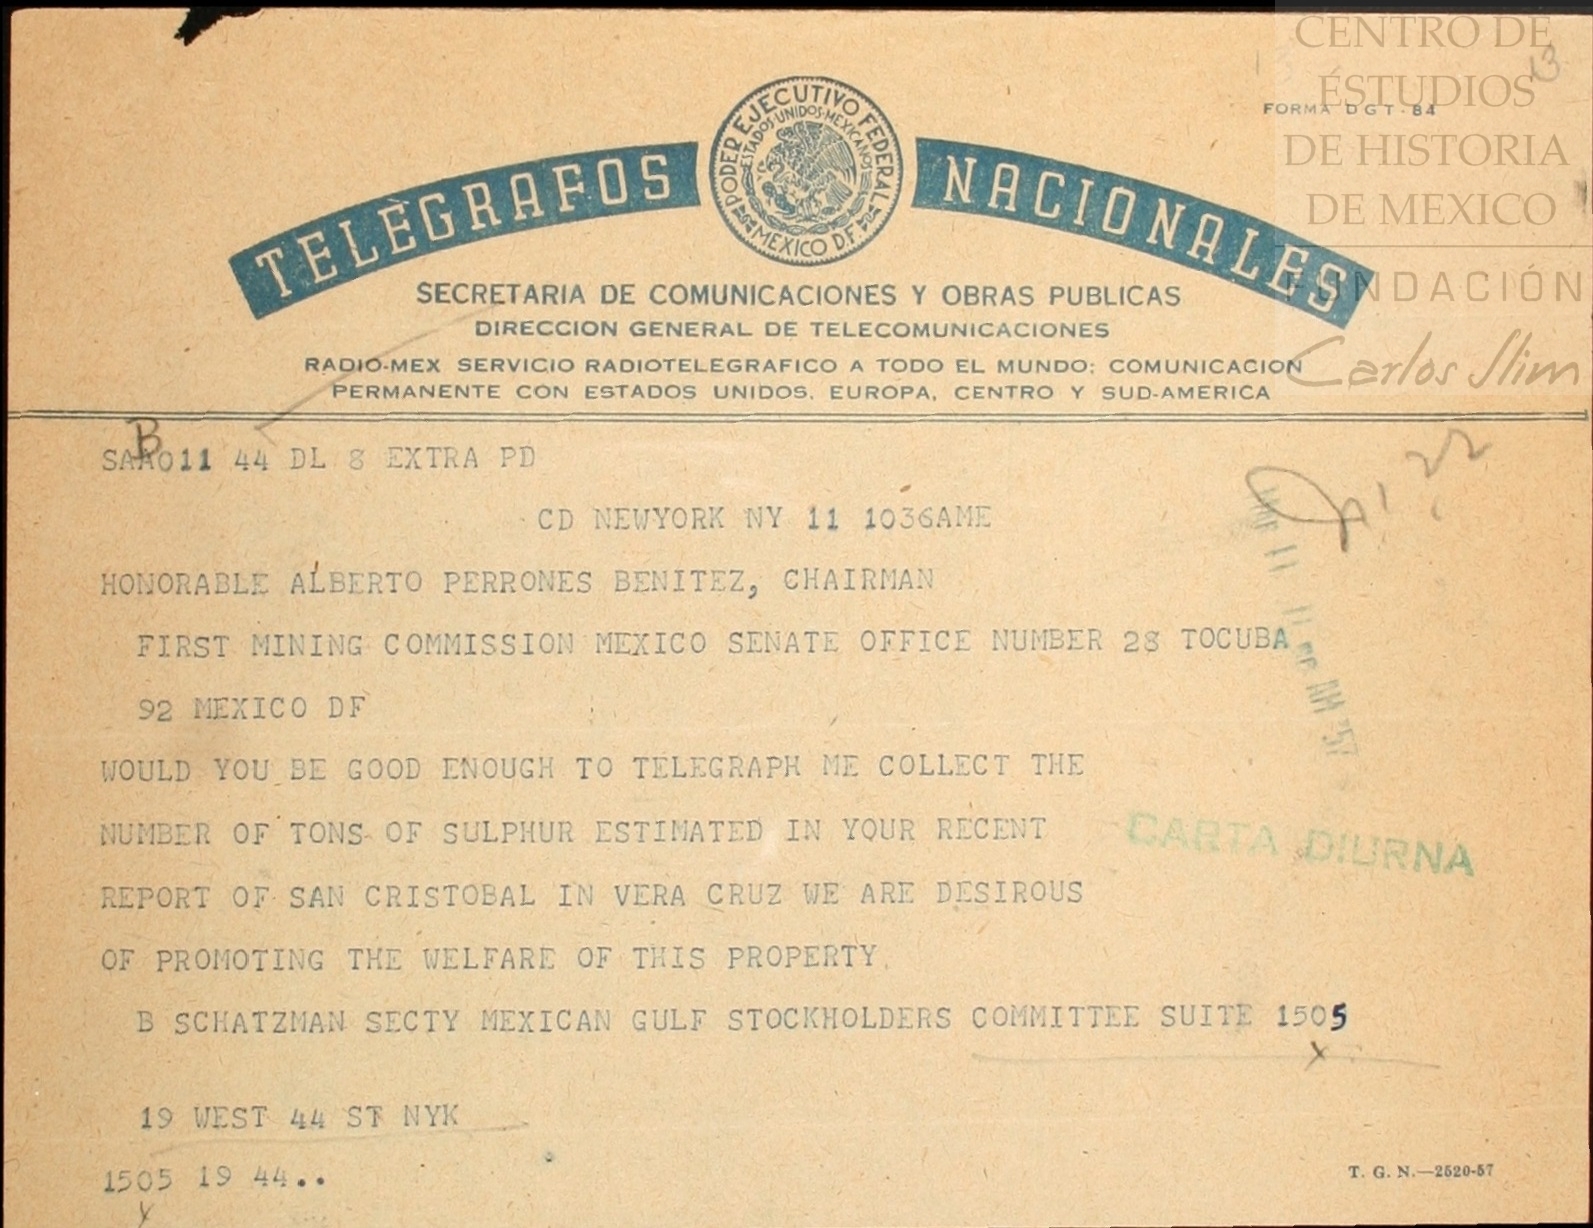 CENTRO DE
ESTUDIOS
DE HISTORIA
DE MEXICO
FUNDACIÓN
Carlos Slim
13
FORMA DGT-84
TELEGRAFOS NACIONALES
PODER EJECUTIVO FEDERAL
ESTADOS UNIDOS MEXICANOS
MEXICO D.F.
SECRETARIA DE COMUNICACIONES Y OBRAS PUBLICAS
DIRECCION GENERAL DE TELECOMUNICACIONES
RADIO-MEX SERVICIO RADIOTELEGRAFICO A TODO EL MUNDO: COMUNICACION
PERMANENTE CON ESTADOS UNIDOS, EUROPA, CENTRO Y SUD-AMERICA
B
SAA011 44 DL 8 EXTRA PD
CD NEWYORK NY 11 1036AME
HONORABLE ALBERTO PERRONES BENITEZ, CHAIRMAN
FIRST MINING COMMISSION MEXICO SENATE OFFICE NUMBER 28 TOCUBA
92 MEXICO DF
WOULD YOU BE GOOD ENOUGH TO TELEGRAPH ME COLLECT THE
NUMBER OF TONS OF SULPHUR ESTIMATED IN YOUR RECENT
CARTA DIURNA
REPORT OF SAN CRISTOBAL IN VERA CRUZ WE ARE DESIROUS
OF PROMOTING THE WELFARE OF THIS PROPERTY.
B SCHATZMAN SECTY MEXICAN GULF STOCKHOLDERS COMMITTEE SUITE 1505
x
19 WEST 44 ST NYK
1505 19 44..
T. G. N.—2520-57